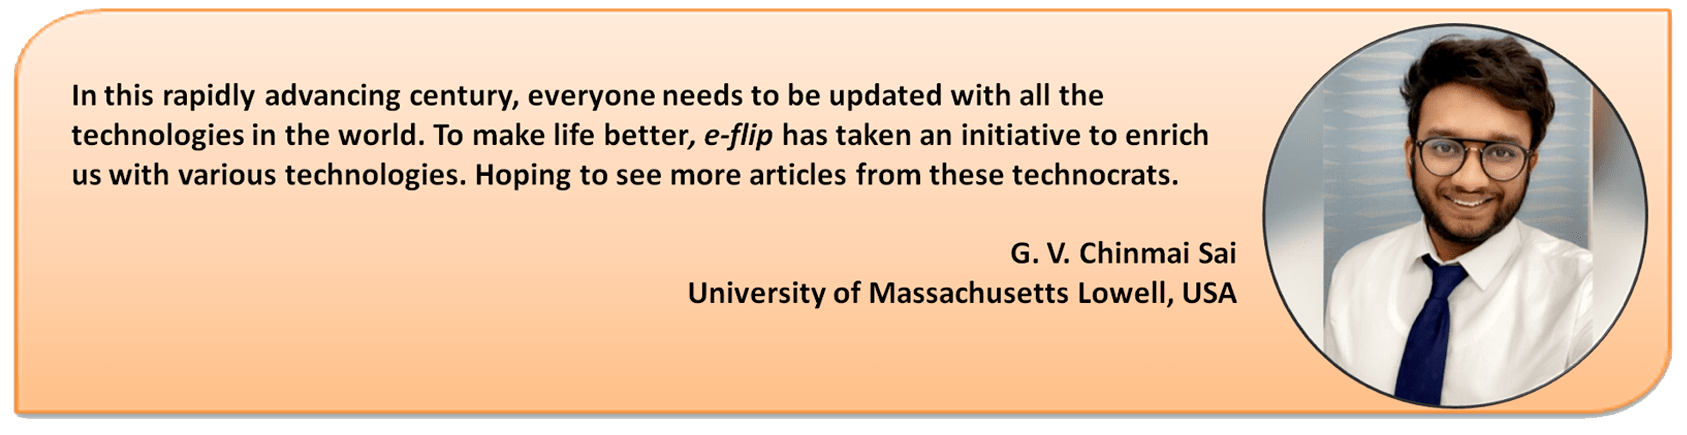 In this rapidly advancing century, everyone needs to be updated with all the
technologies in the world. To make life better, e-flip has taken an initiative to enrich
us with various technologies. Hoping to see more articles from these technocrats.
G. V. Chinmai Sai
University of Massachusetts Lowell, USA